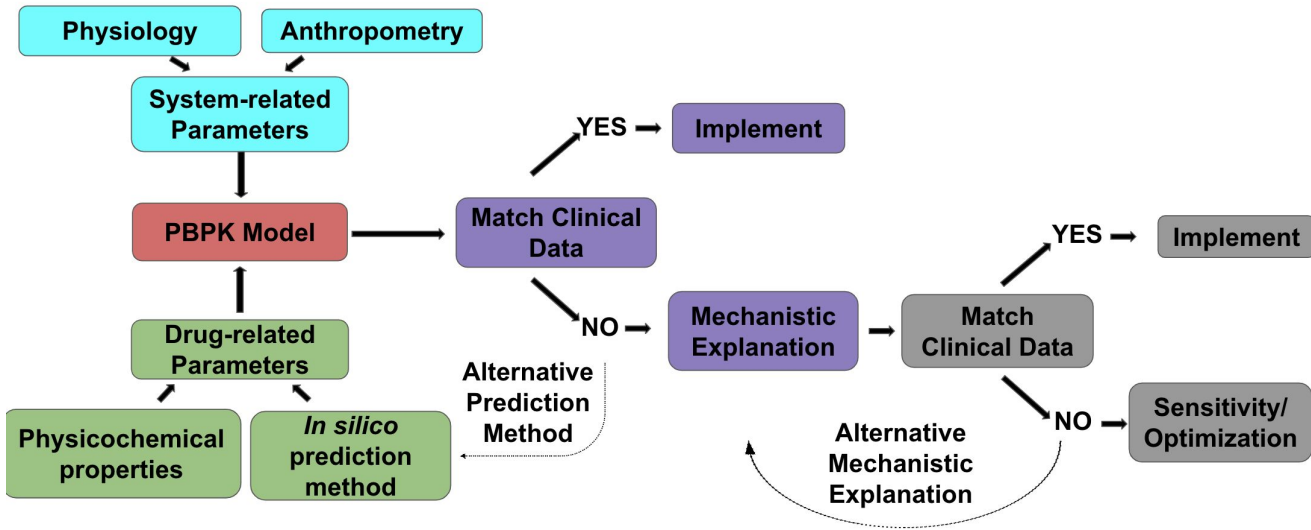 Physiology
Anthropometry
System-related
Parameters
PBPK Model
Drug-related
Parameters
Physicochemical
properties
In silico
prediction
method
Match Clinical
Data
YES
Implement
NO
Alternative
Prediction
Method
Mechanistic
Explanation
Match
Clinical Data
YES
Implement
NO
Sensitivity/
Optimization
Alternative
Mechanistic
Explanation